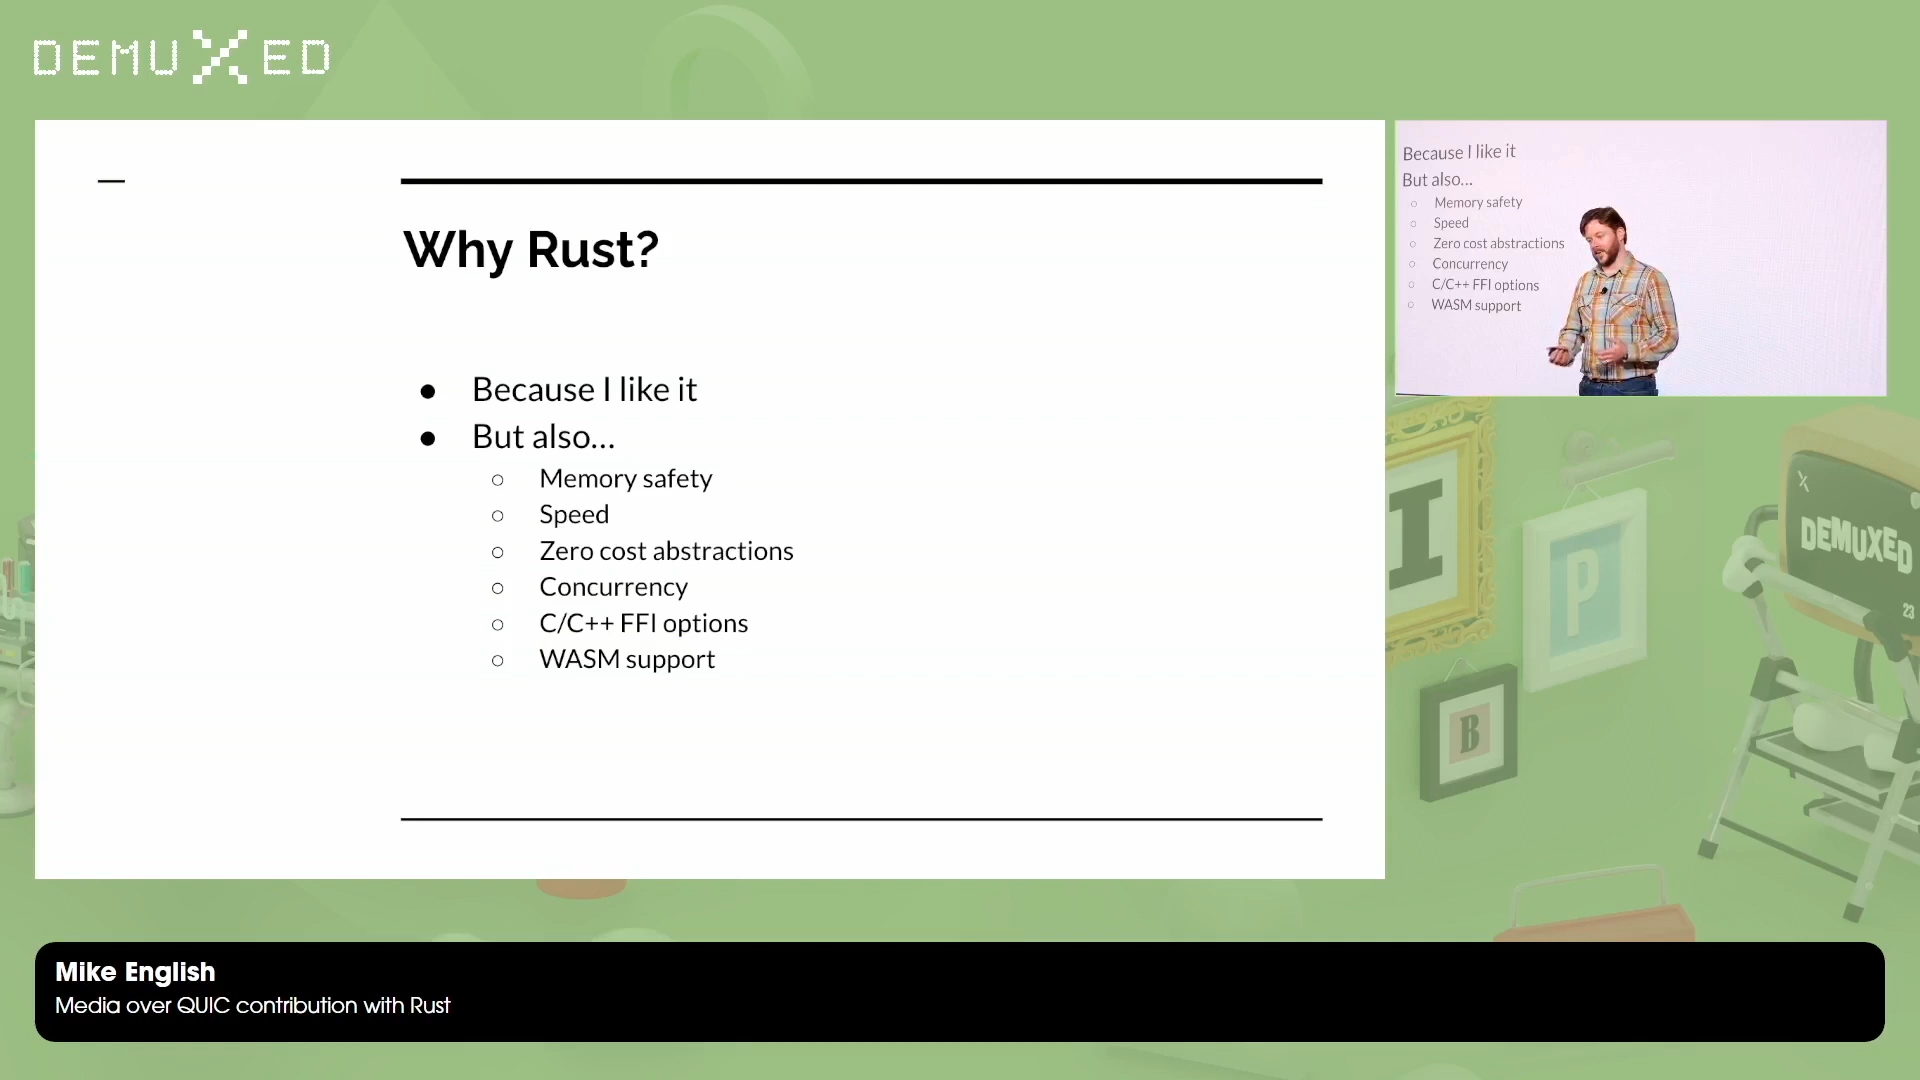 DEMUXED
Why Rust?
● Because I like it
● But also...
○ Memory safety
○ Speed
○ Zero cost abstractions
○ Concurrency
○ C/C++ FFI options
○ WASM support
Because I like it
But also...
○ Memory safety
○ Speed
○ Zero cost abstractions
○ Concurrency
○ C/C++ FFI options
○ WASM support
I
P
B
DEMUXED
23
Mike English
Media over QUIC contribution with Rust